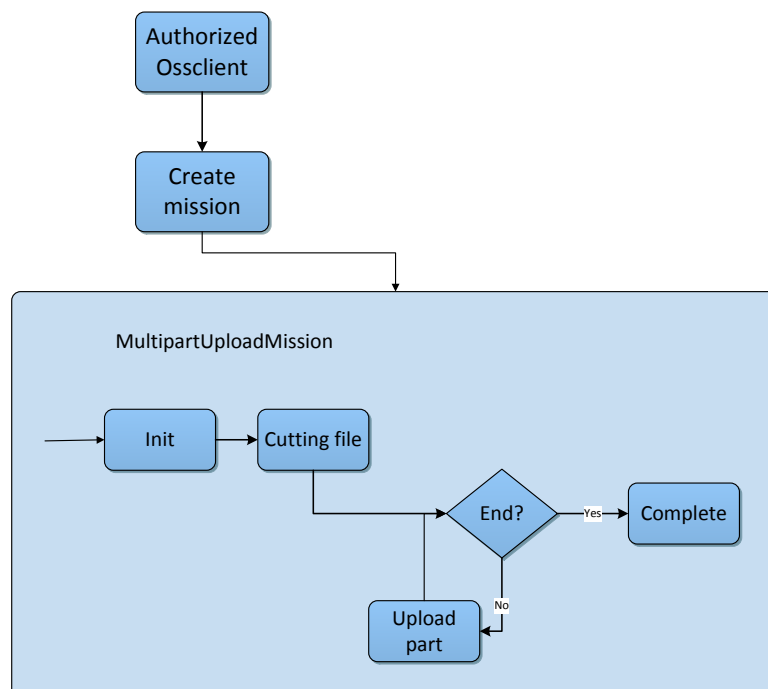 Authorized
Ossclient
Create
mission
MultipartUploadMission
Init
Cutting file
End?
Yes
Complete
No
Upload
part